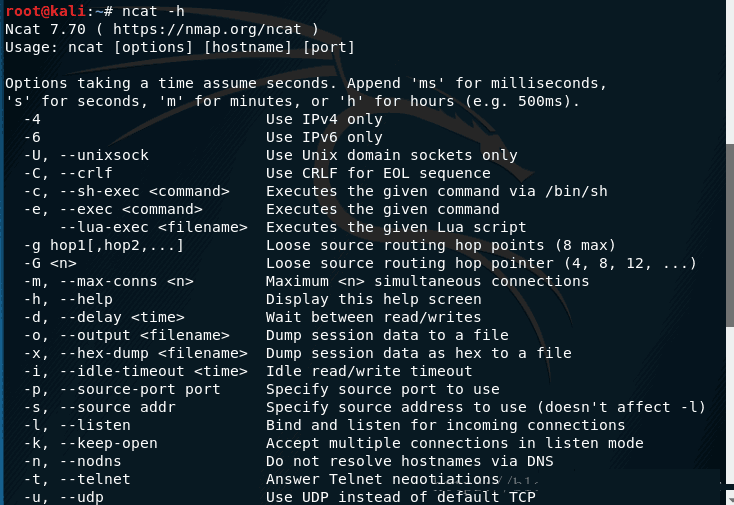 root@kali:~# ncat -h
Ncat 7.70 ( https://nmap.org/ncat )
Usage: ncat [options] [hostname] [port]

Options taking a time assume seconds. Append 'ms' for milliseconds,
's' for seconds, 'm' for minutes, or 'h' for hours (e.g. 500ms).
  -4                         Use IPv4 only
  -6                         Use IPv6 only
  -U, --unixsock             Use Unix domain sockets only
  -C, --crlf                 Use CRLF for EOL sequence
  -c, --sh-exec <command>    Executes the given command via /bin/sh
  -e, --exec <command>       Executes the given command
      --lua-exec <filename>  Executes the given Lua script
  -g hop1[,hop2,...]         Loose source routing hop points (8 max)
  -G <n>                     Loose source routing hop pointer (4, 8, 12, ...)
  -m, --max-conns <n>        Maximum <n> simultaneous connections
  -h, --help                 Display this help screen
  -d, --delay <time>         Wait between read/writes
  -o, --output <filename>    Dump session data to a file
  -x, --hex-dump <filename>  Dump session data as hex to a file
  -i, --idle-timeout <time>  Idle read/write timeout
  -p, --source-port port     Specify source port to use
  -s, --source addr          Specify source address to use (doesn't affect -l)
  -l, --listen               Bind and listen for incoming connections
  -k, --keep-open            Accept multiple connections in listen mode
  -n, --nodns                Do not resolve hostnames via DNS
  -t, --telnet               Answer Telnet negotiations
  -u, --udp                  Use UDP instead of default TCP